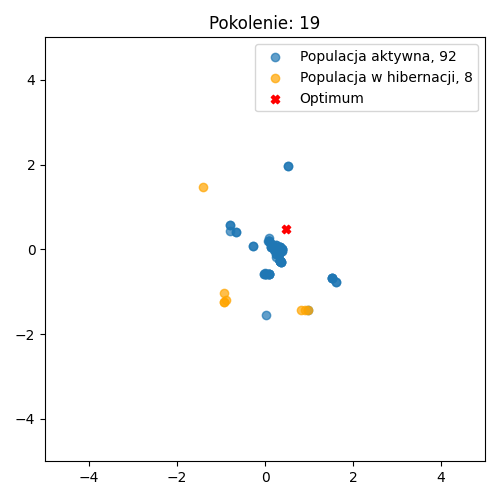 Pokolenie: 19
Populacja aktywna, 92
Populacja w hibernacji, 8
Optimum
4
2
0
−2
−4
−4
−2
0
2
4